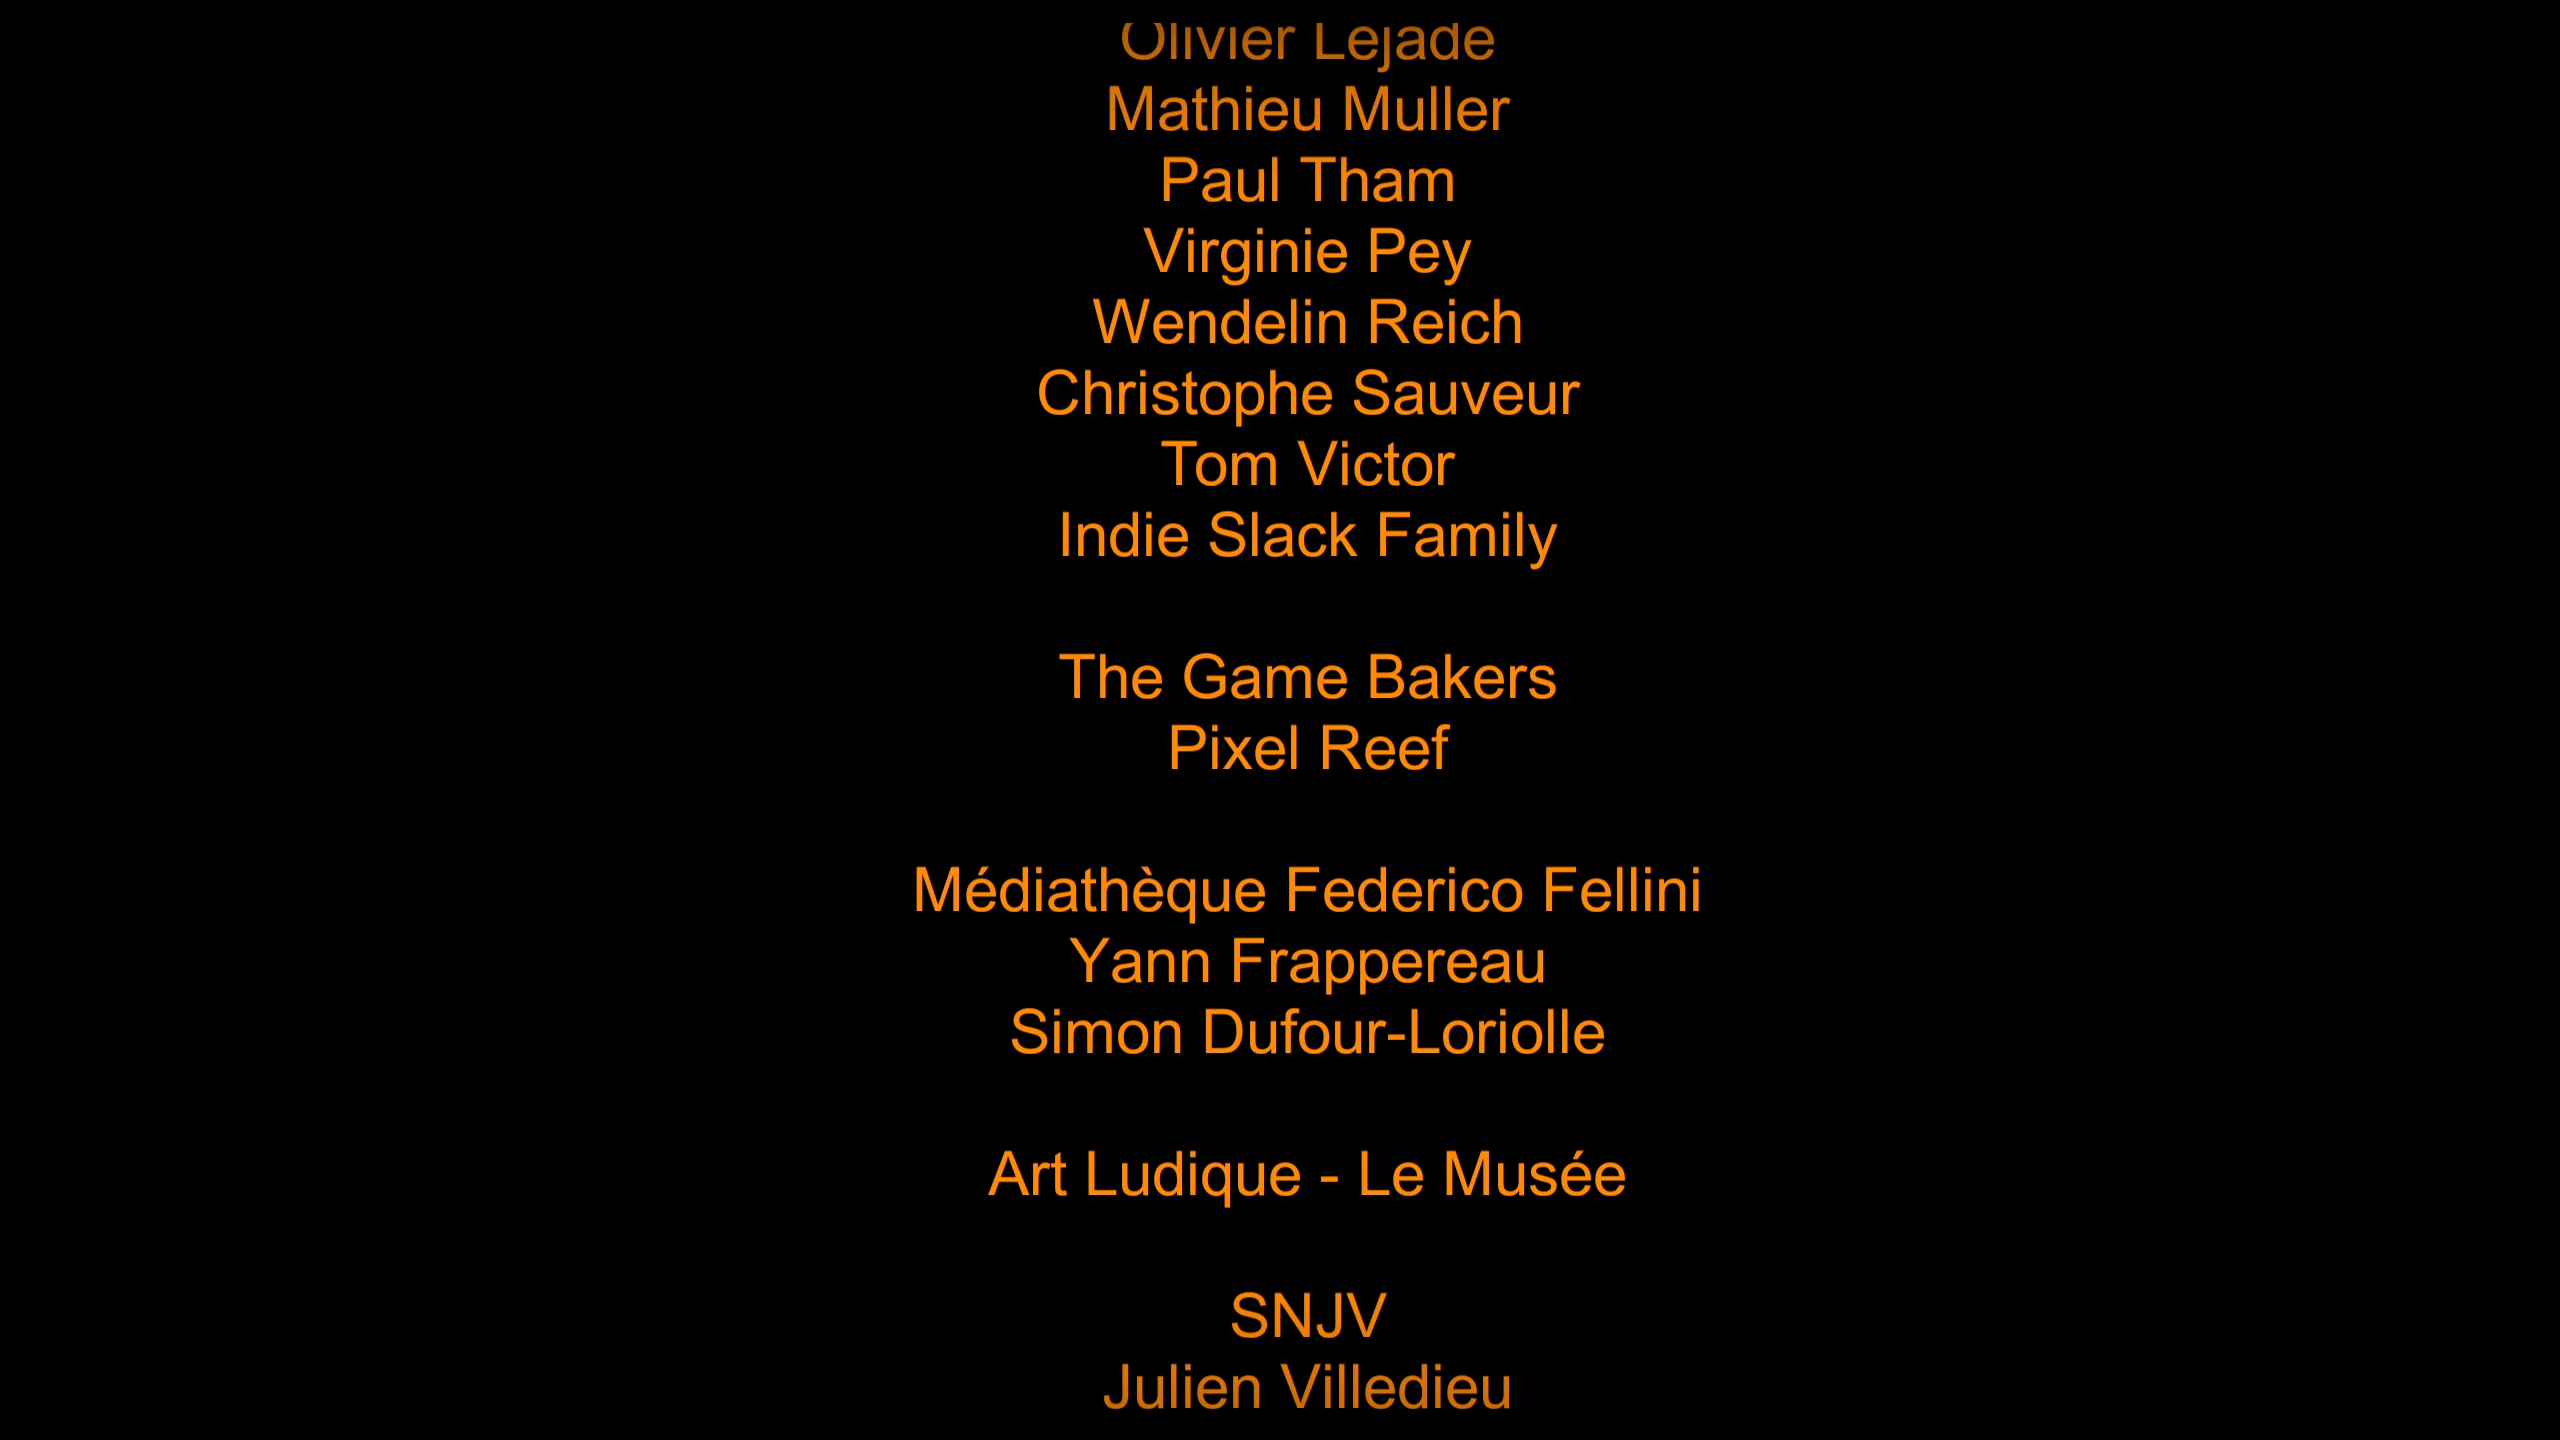 Olivier Lejade
Mathieu Muller
Paul Tham
Virginie Pey
Wendelin Reich
Christophe Sauveur
Tom Victor
Indie Slack Family
The Game Bakers
Pixel Reef
Médiathèque Federico Fellini
Yann Frappereau
Simon Dufour-Loriolle
Art Ludique - Le Musée
SNJV
Julien Villedieu